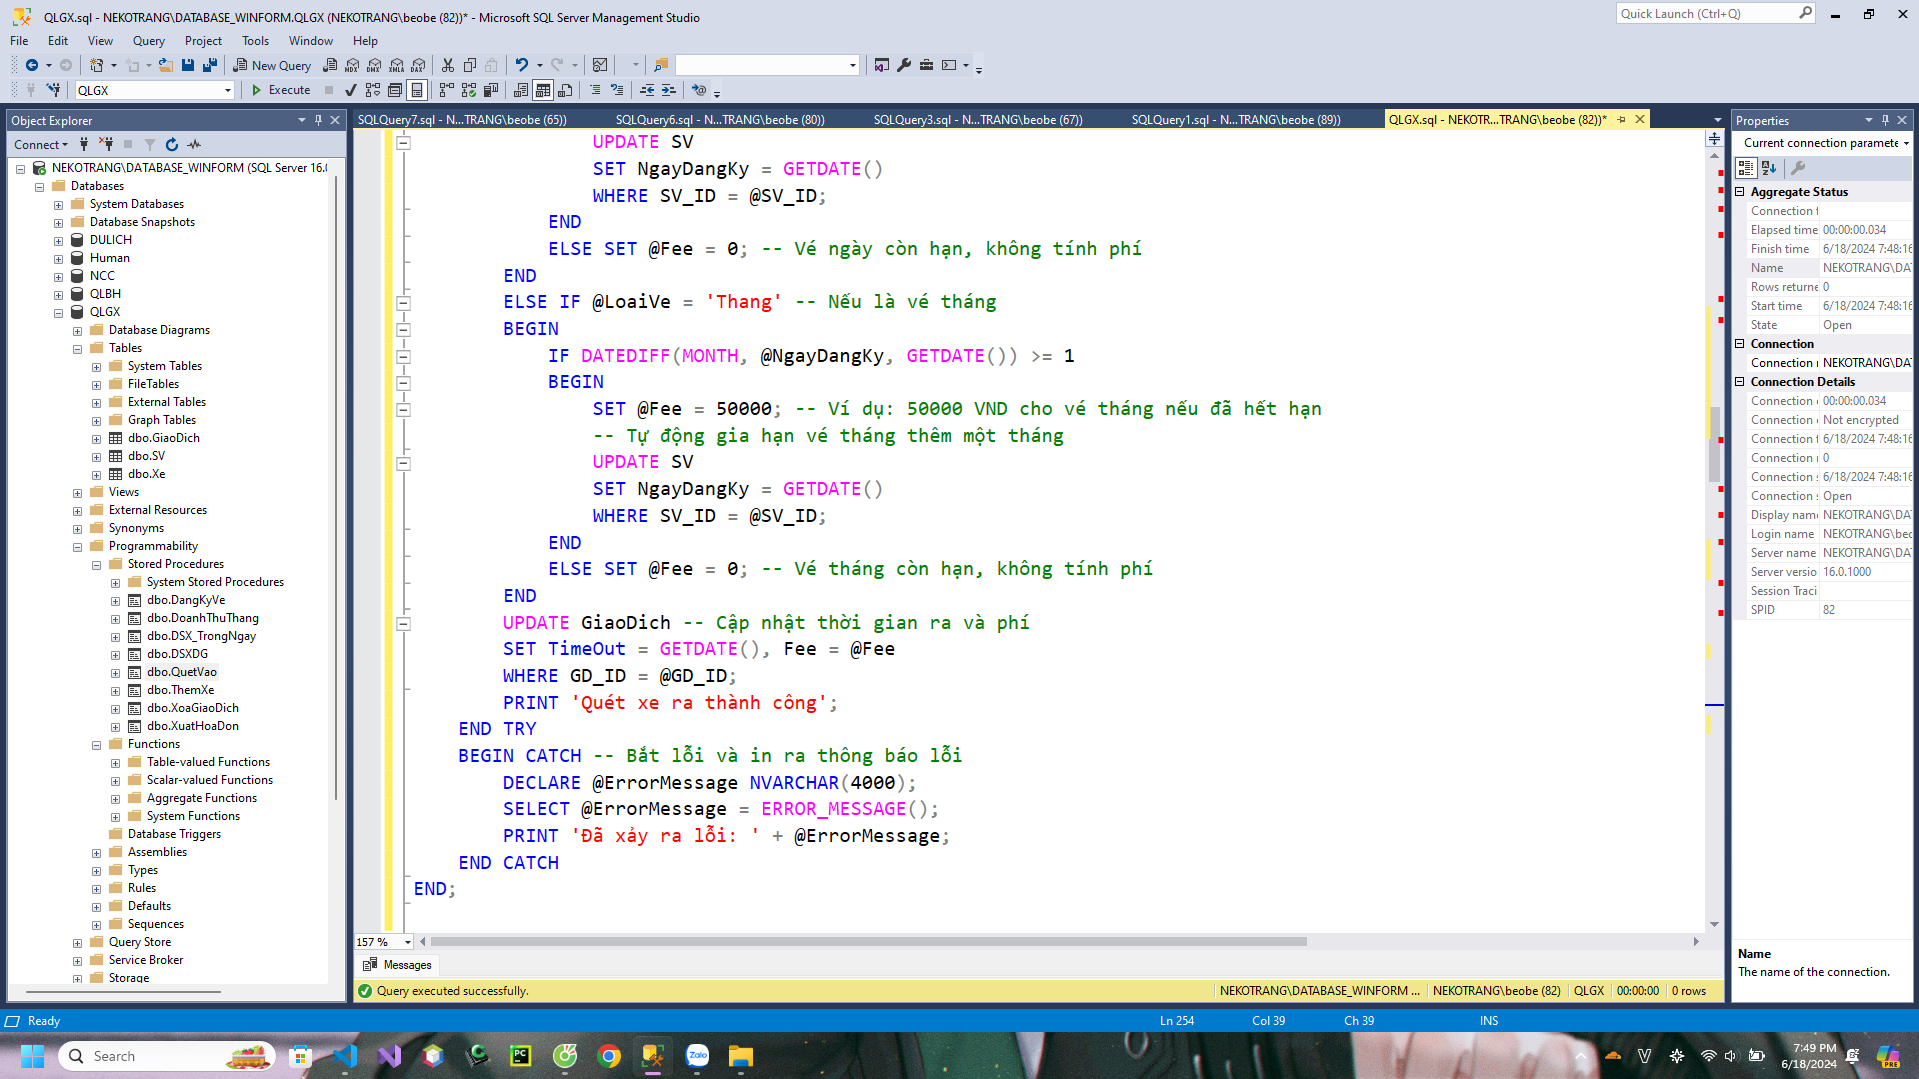 QLGX.sql - NEKOTRANG\DATABASE_WINFORM.QLGX (NEKOTRANG\beobe (82))* - Microsoft SQL Server Management Studio
Quick Launch (Ctrl+Q)
File Edit View Query Project Tools Window Help
New Query
QLGX
Execute
Object Explorer
Connect
NEKOTRANG\DATABASE_WINFORM (SQL Server 16.0
Databases
System Databases
Database Snapshots
DULICH
Human
NCC
QLBH
QLGX
Database Diagrams
Tables
System Tables
FileTables
External Tables
Graph Tables
dbo.GiaoDich
dbo.SV
dbo.Xe
Views
External Resources
Synonyms
Programmability
Stored Procedures
System Stored Procedures
dbo.DangKyVe
dbo.DoanhThuThang
dbo.DSX_TrongNgay
dbo.DSXDG
dbo.QuetVao
dbo.ThemXe
dbo.XoaGiaoDich
dbo.XuatHoaDon
Functions
Table-valued Functions
Scalar-valued Functions
Aggregate Functions
System Functions
Database Triggers
Assemblies
Types
Rules
Defaults
Sequences
Query Store
Service Broker
Storage
SQLQuery7.sql - N...TRANG\beobe (65)) SQLQuery6.sql - N...TRANG\beobe (80)) SQLQuery3.sql - N...TRANG\beobe (67)) SQLQuery1.sql - N...TRANG\beobe (89)) QLGX.sql - NEKOTR...TRANG\beobe (82))*
UPDATE SV
SET NgayDangKy = GETDATE()
WHERE SV_ID = @SV_ID;
END
ELSE SET @Fee = 0; -- Vé ngày còn hạn, không tính phí
END
ELSE IF @LoaiVe = 'Thang' -- Nếu là vé tháng
BEGIN
IF DATEDIFF(MONTH, @NgayDangKy, GETDATE()) >= 1
BEGIN
SET @Fee = 50000; -- Ví dụ: 50000 VND cho vé tháng nếu đã hết hạn
-- Tự động gia hạn vé tháng thêm một tháng
UPDATE SV
SET NgayDangKy = GETDATE()
WHERE SV_ID = @SV_ID;
END
ELSE SET @Fee = 0; -- Vé tháng còn hạn, không tính phí
END
UPDATE GiaoDich -- Cập nhật thời gian ra và phí
SET TimeOut = GETDATE(), Fee = @Fee
WHERE GD_ID = @GD_ID;
PRINT 'Quét xe ra thành công';
END TRY
BEGIN CATCH -- Bắt lỗi và in ra thông báo lỗi
DECLARE @ErrorMessage NVARCHAR(4000);
SELECT @ErrorMessage = ERROR_MESSAGE();
PRINT 'Đã xảy ra lỗi: ' + @ErrorMessage;
END CATCH
END;
157 %
Messages
Query executed successfully.
NEKOTRANG\DATABASE_WINFORM ... NEKOTRANG\beobe (82) QLGX 00:00:00 0 rows
Properties
Current connection paramete
Aggregate Status
Connection f
Elapsed time 00:00:00.034
Finish time 6/18/2024 7:48:16
Name NEKOTRANG\DA
Rows returne 0
Start time 6/18/2024 7:48:16
State Open
Connection
Connection NEKOTRANG\DA
Connection Details
Connection 00:00:00.034
Connection Not encrypted
Connection f 6/18/2024 7:48:16
Connection 0
Connection s 6/18/2024 7:48:16
Connection s Open
Display name NEKOTRANG\DA
Login name NEKOTRANG\beo
Server name NEKOTRANG\DA
Server versio 16.0.1000
Session Traci
SPID 82
Name
The name of the connection.
Ready
Ln 254 Col 39 Ch 39 INS
Search
PC
Zalo
7:49 PM
6/18/2024
PRE